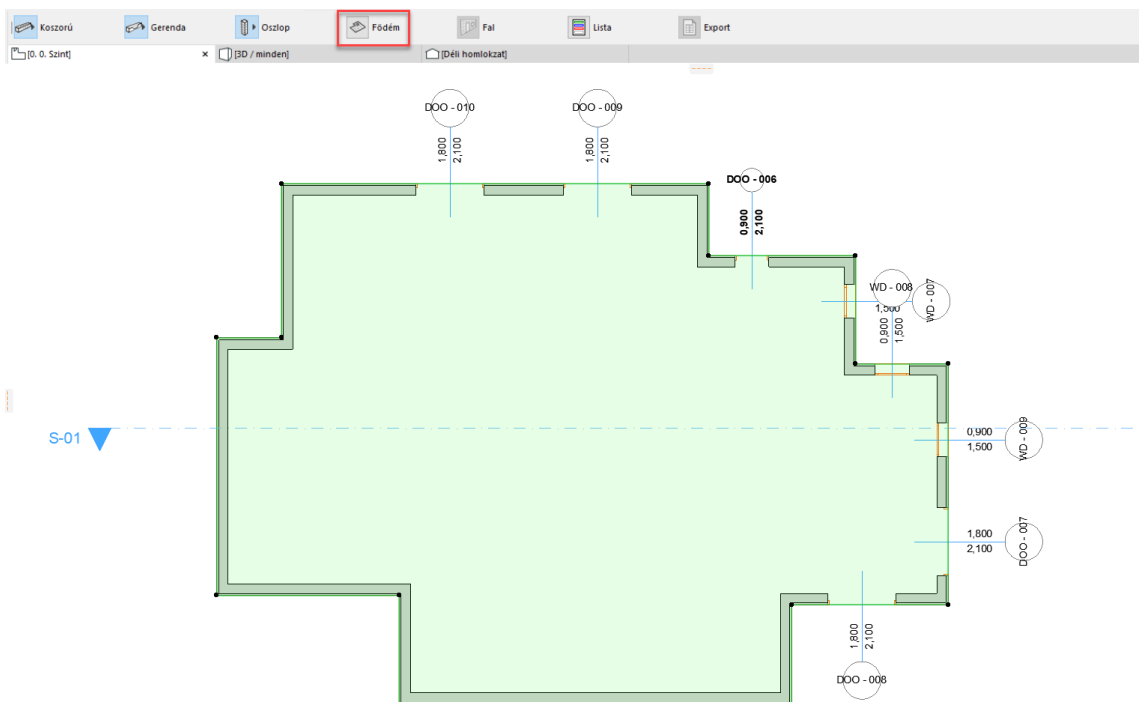 Koszorú Gerenda Oszlop Födém Fal Lista Export
[0. 0. Szint] × [3D / minden] [Déli homlokzat]
DOO - 010
1,800
2,100
DOO - 009
1,800
2,100
DOO - 006
0,900
2,100
WD - 008
WD - 007
1,500
0,900
1,500
S-01
0,900
1,500
WD - 009
1,800
2,100
DOO - 007
1,800
2,100
DOO - 008